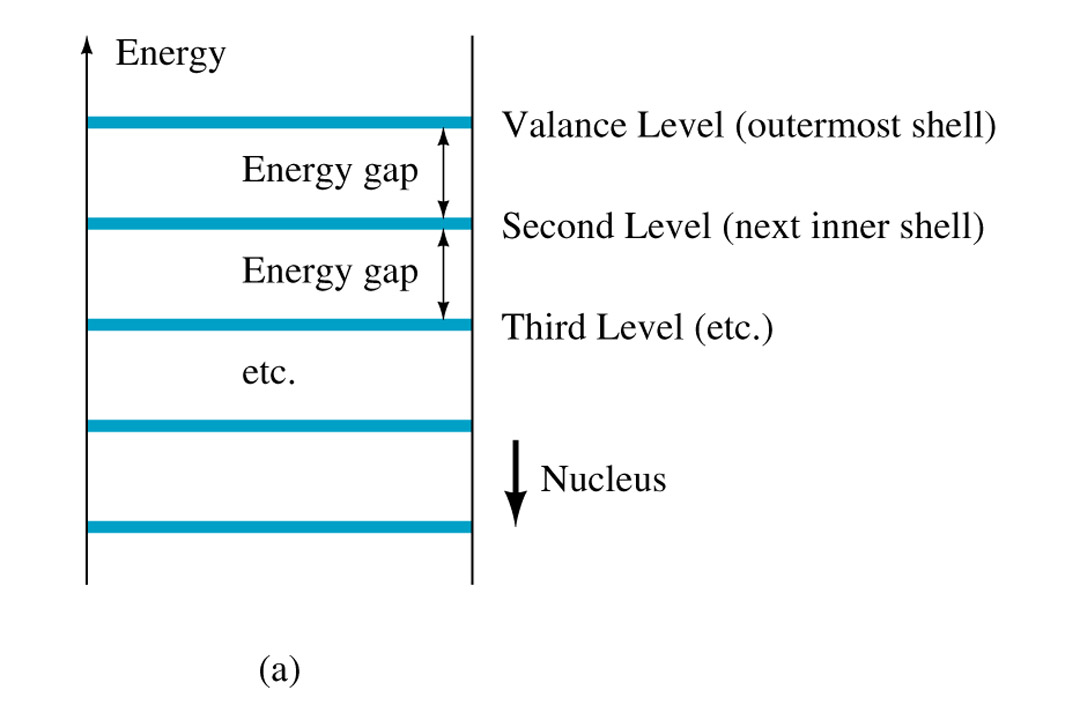 Energy
Valance Level (outermost shell)
Energy gap
Second Level (next inner shell)
Energy gap
Third Level (etc.)
etc.
Nucleus
(a)